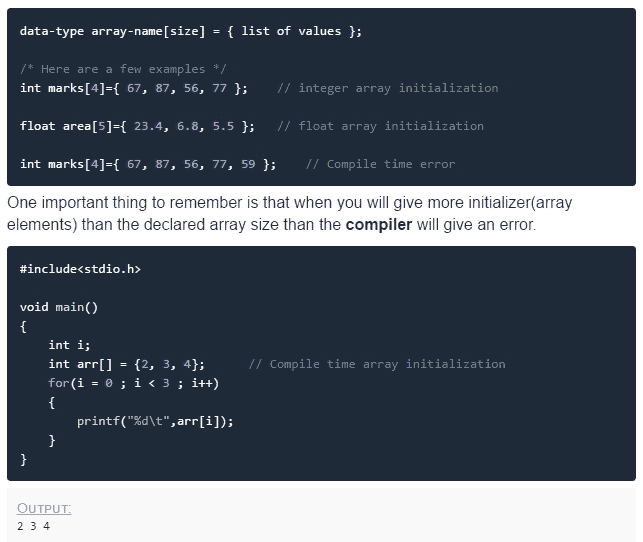 data-type array-name[size] = { list of values };
/* Here are a few examples */
int marks[4]={ 67, 87, 56, 77 };    // integer array initialization
float area[5]={ 23.4, 6.8, 5.5 };   // float array initialization
int marks[4]={ 67, 87, 56, 77, 59 };    // Compile time error
One important thing to remember is that when you will give more initializer(array
elements) than the declared array size than the compiler will give an error.
#include<stdio.h>
void main()
{
    int i;
    int arr[] = {2, 3, 4};      // Compile time array initialization
    for(i = 0 ; i < 3 ; i++)
    {
        printf("%d\t",arr[i]);
    }
}
OUTPUT:
2 3 4